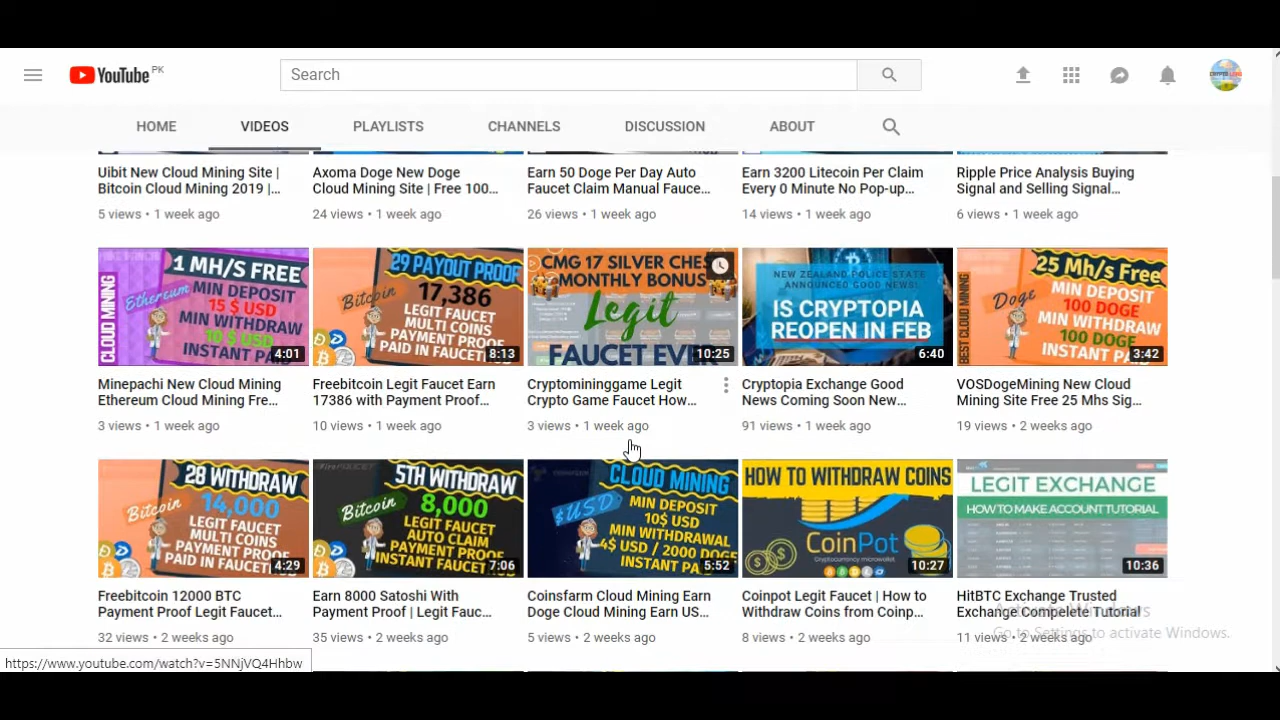 YouTube PK
Search
HOME VIDEOS PLAYLISTS CHANNELS DISCUSSION ABOUT
Uibit New Cloud Mining Site |
Bitcoin Cloud Mining 2019 |...
5 views • 1 week ago
Axoma Doge New Doge
Cloud Mining Site | Free 100...
24 views • 1 week ago
Earn 50 Doge Per Day Auto
Faucet Claim Manual Fauce...
26 views • 1 week ago
Earn 3200 Litecoin Per Claim
Every 0 Minute No Pop-up...
14 views • 1 week ago
Ripple Price Analysis Buying
Signal and Selling Signal...
6 views • 1 week ago
CLOUD MINING
1 MH/S FREE
Ethereum
MIN DEPOSIT
15 $ USD
MIN WITHDRAW
10 $ USD
INSTANT PAI
4:01
Minepachi New Cloud Mining
Ethereum Cloud Mining Fre...
3 views • 1 week ago
29 PAYOUT PROOF
Bitcoin
17,386
LEGIT FAUCET
MULTI COINS
PAYMENT PROOF
PAID IN FAUCETHUB
8:13
Freebitcoin Legit Faucet Earn
17386 with Payment Proof...
10 views • 1 week ago
CMG 17 SILVER CHES
MONTHLY BONUS
Legit
FAUCET EVER
10:25
Cryptomininggame Legit
Crypto Game Faucet How...
3 views • 1 week ago
NEW ZEALAND POLICE STATE
ANNOUNCED GOOD NEWS!
IS CRYPTOPIA
REOPEN IN FEB
6:40
Cryptopia Exchange Good
News Coming Soon New...
91 views • 1 week ago
BEST CLOUD MINING
25 Mh/s Free
Doge
MIN DEPOSIT
100 DOGE
MIN WITHDRAW
100 DOGE
INSTANT PAI
3:42
VOSDogeMining New Cloud
Mining Site Free 25 Mhs Sig...
19 views • 2 weeks ago
28 WITHDRAW
Bitcoin
14,000
LEGIT FAUCET
MULTI COINS
PAYMENT PROOF
PAID IN FAUCETH
4:29
Freebitcoin 12000 BTC
Payment Proof Legit Faucet...
32 views • 2 weeks ago
5TH WITHDRAW
Bitcoin
8,000
LEGIT FAUCET
AUTO CLAIM
PAYMENT PROOF
INSTANT FAUCETHUB
7:06
Earn 8000 Satoshi With
Payment Proof | Legit Fauc...
35 views • 2 weeks ago
CLOUD MINING
$USD
MIN DEPOSIT
10$ USD
MIN WITHDRAWAL
4$ USD / 2000 DOGE
INSTANT PAID
5:52
Coinsfarm Cloud Mining Earn
Doge Cloud Mining Earn US...
5 views • 2 weeks ago
HOW TO WITHDRAW COINS
CoinPot
Cryptocurrency microwallet
10:27
Coinpot Legit Faucet | How to
Withdraw Coins from Coinp...
8 views • 2 weeks ago
LEGIT EXCHANGE
HOW TO MAKE ACCOUNT TUTORIAL
10:36
HitBTC Exchange Trusted
Exchange Compelete Tutorial
11 views • 2 weeks ago
Activate Windows
Go to Settings to activate Windows.
https://www.youtube.com/watch?v=5NNjVQ4Hhbw